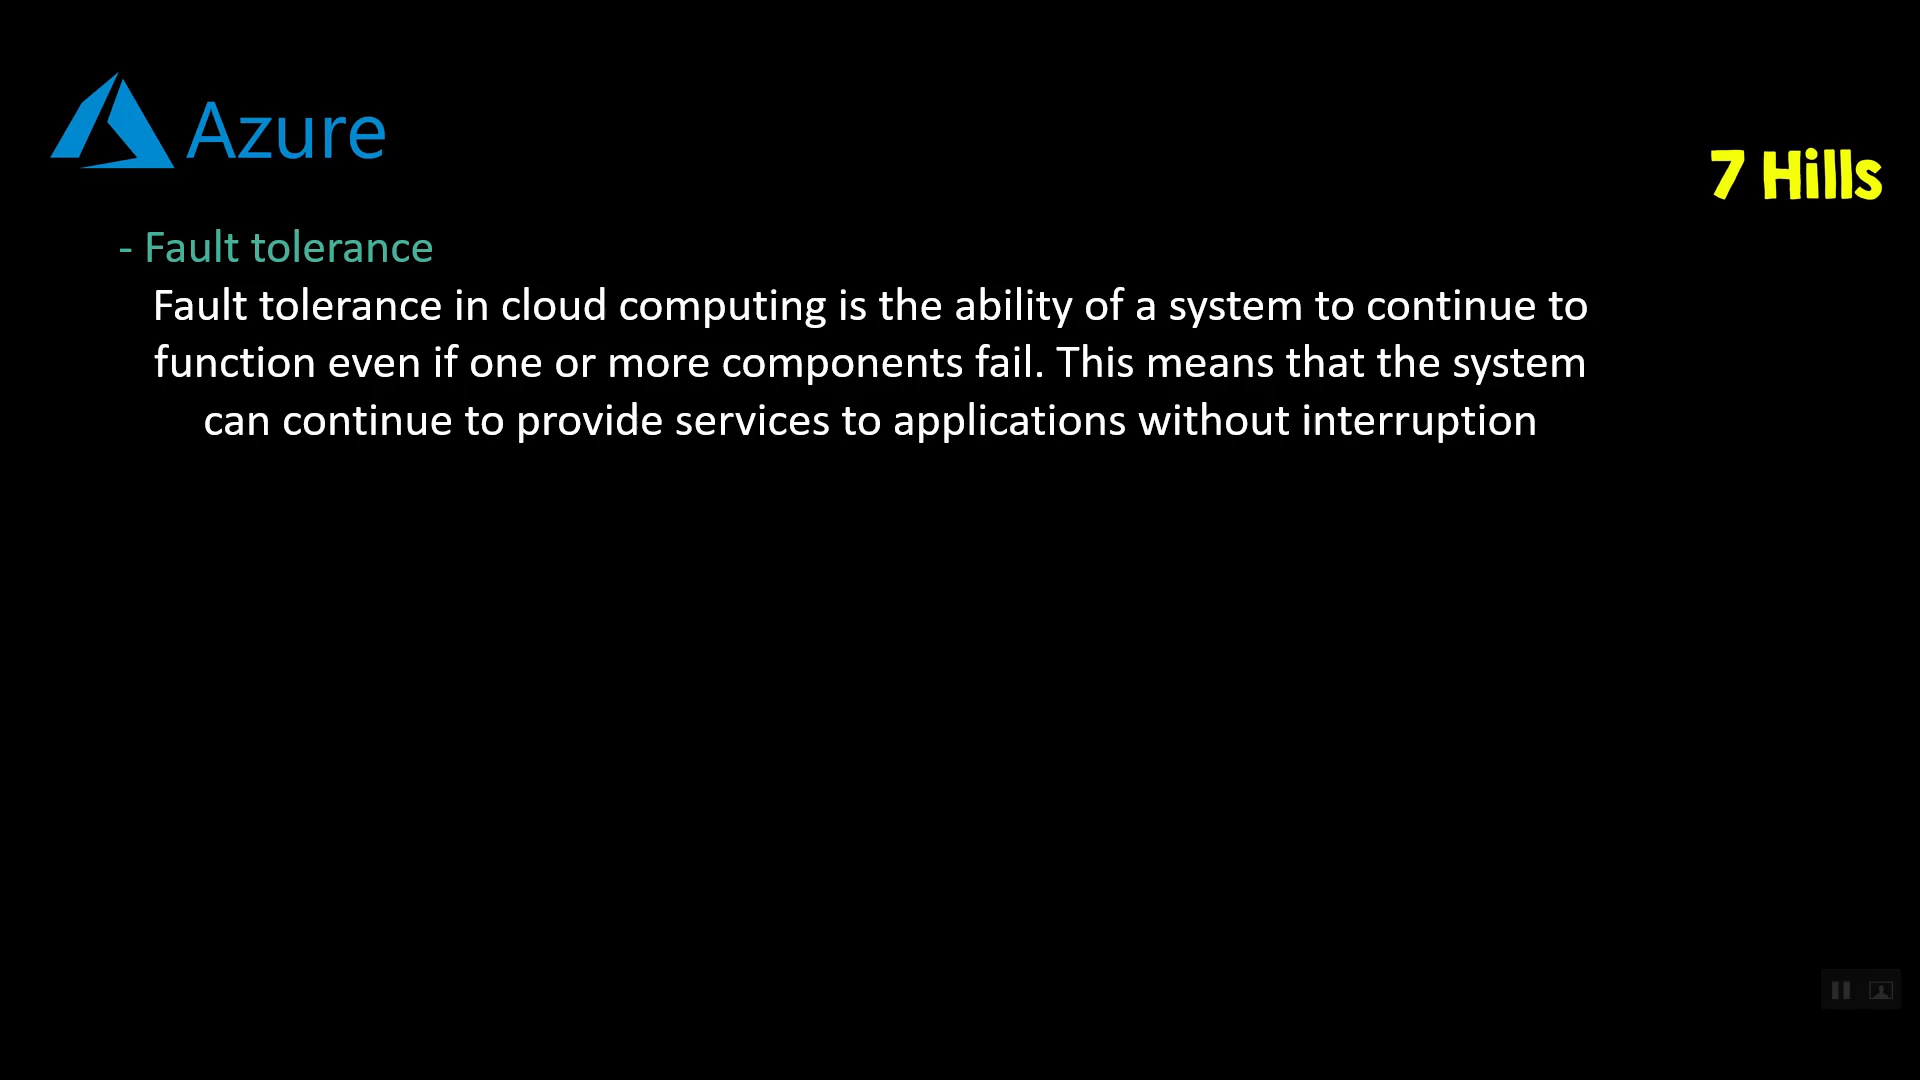 Azure
7 Hills
- Fault tolerance
Fault tolerance in cloud computing is the ability of a system to continue to
function even if one or more components fail. This means that the system
can continue to provide services to applications without interruption